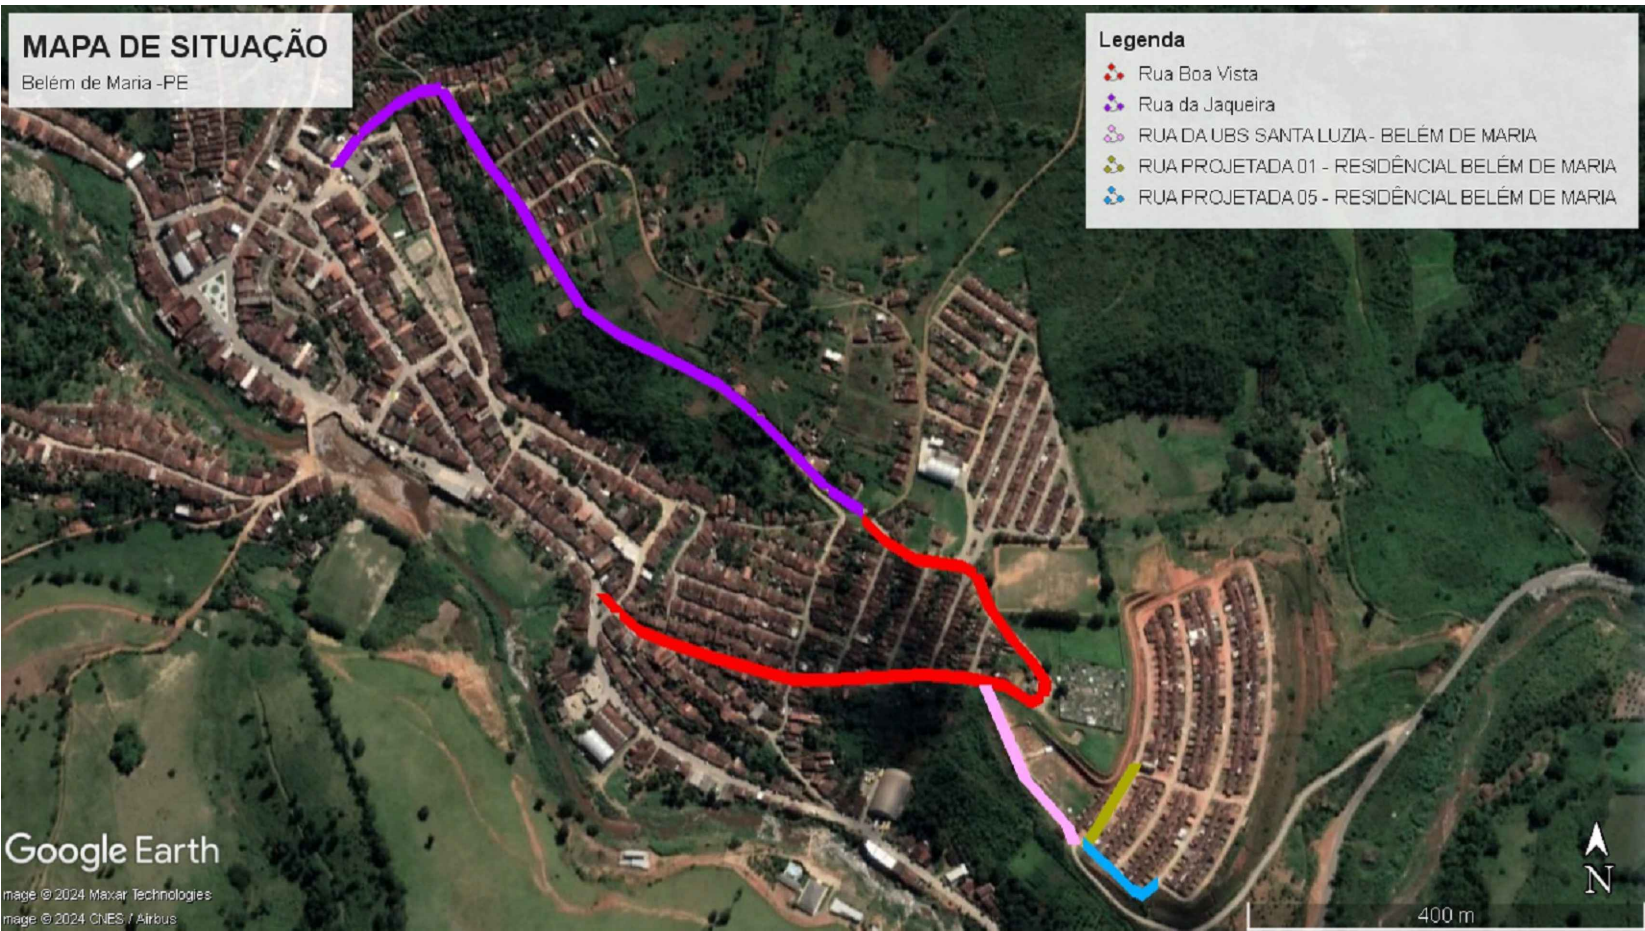 MAPA DE SITUAÇÃO
Belém de Maria -PE
Legenda
Rua Boa Vista
Rua da Jaqueira
RUA DA UBS SANTA LUZIA - BELÉM DE MARIA
RUA PROJETADA 01 - RESIDÊNCIAL BELÉM DE MARIA
RUA PROJETADA 05 - RESIDÊNCIAL BELÉM DE MARIA
Google Earth
mage © 2024 Maxar Technologies
mage © 2024 CNES / Airbus
N
400 m